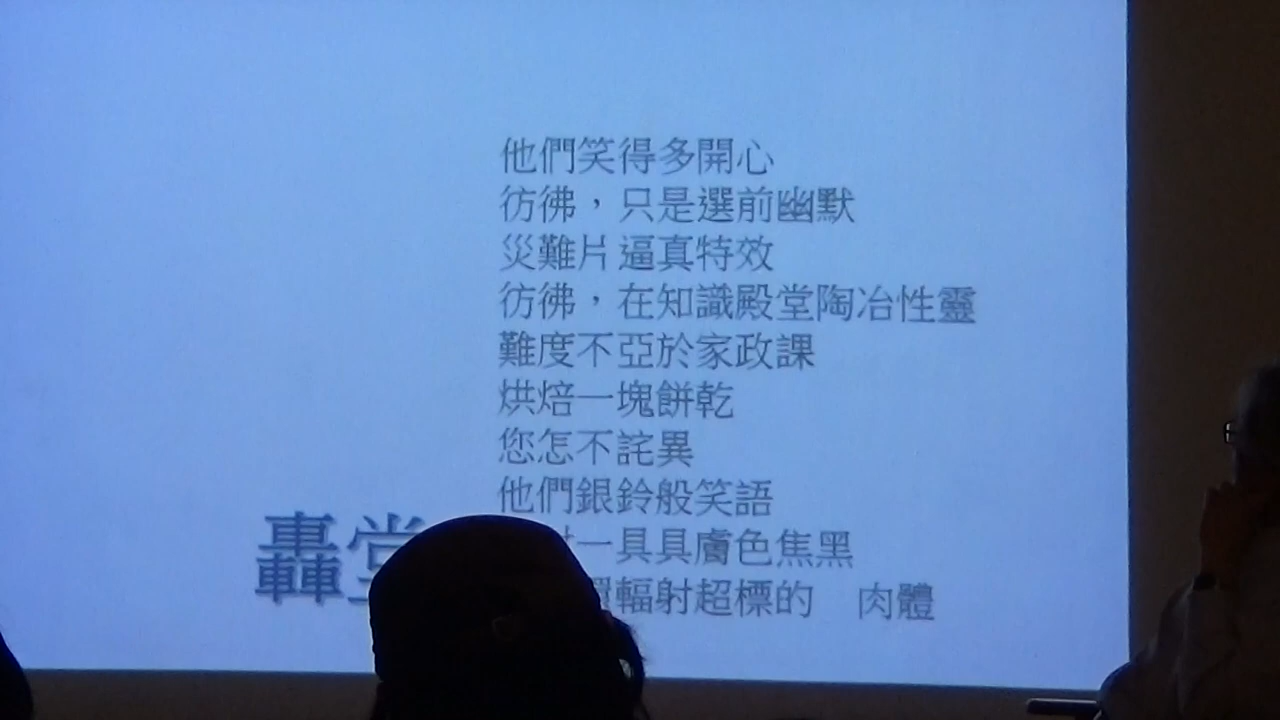 他們笑得多開心
彷彿，只是選前幽默
災難片逼真特效
彷彿，在知識殿堂陶冶性靈
難度不亞於家政課
烘焙一塊餅乾
您怎不詫異
他們銀鈴般笑語
一具具膚色焦黑
輻射超標的　肉體
轟堂